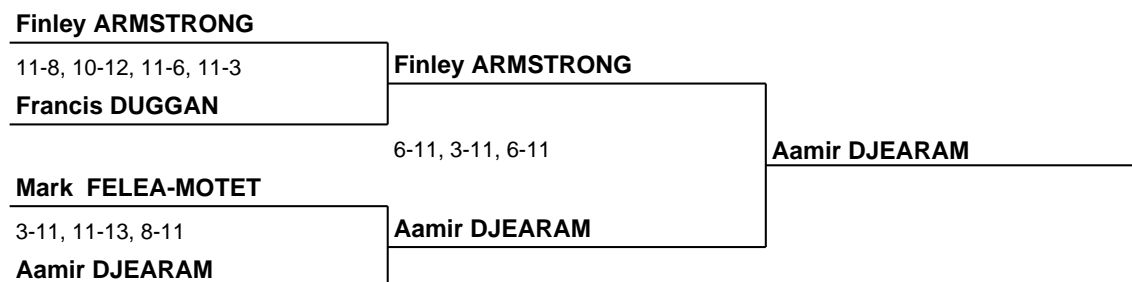 Finley ARMSTRONG
11-8, 10-12, 11-6, 11-3
Finley ARMSTRONG
Francis DUGGAN
6-11, 3-11, 6-11
Aamir DJEARAM
Mark  FELEA-MOTET
3-11, 11-13, 8-11
Aamir DJEARAM
Aamir DJEARAM